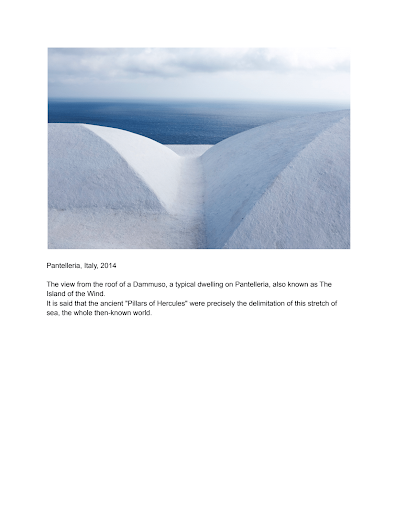 Pantelleria, Italy, 2014
The view from the roof of a Dammuso, a typical dwelling on Pantelleria, also known as The
Island of the Wind.
It is said that the ancient "Pillars of Hercules" were precisely the delimitation of this stretch of
sea, the whole then-known world.